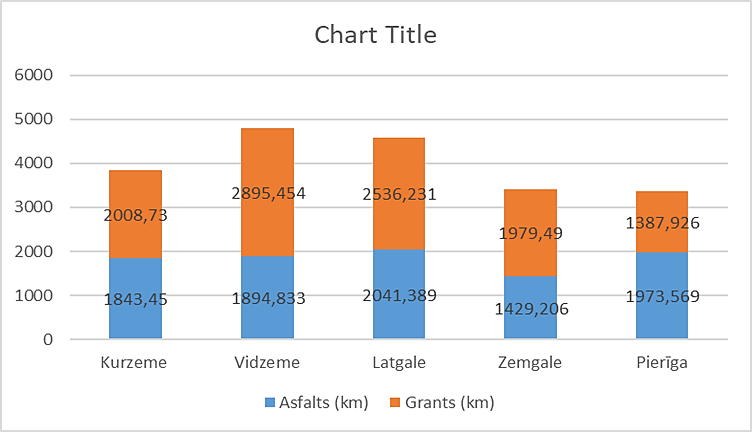 Chart Title
6000
5000
4000
3000
2000
1000
0
2008,73
2895,454
2536,231
1979,49
1387,926
1843,45
1894,833
2041,389
1429,206
1973,569
Kurzeme
Vidzeme
Latgale
Zemgale
Pierīga
Asfalts (km)
Grants (km)